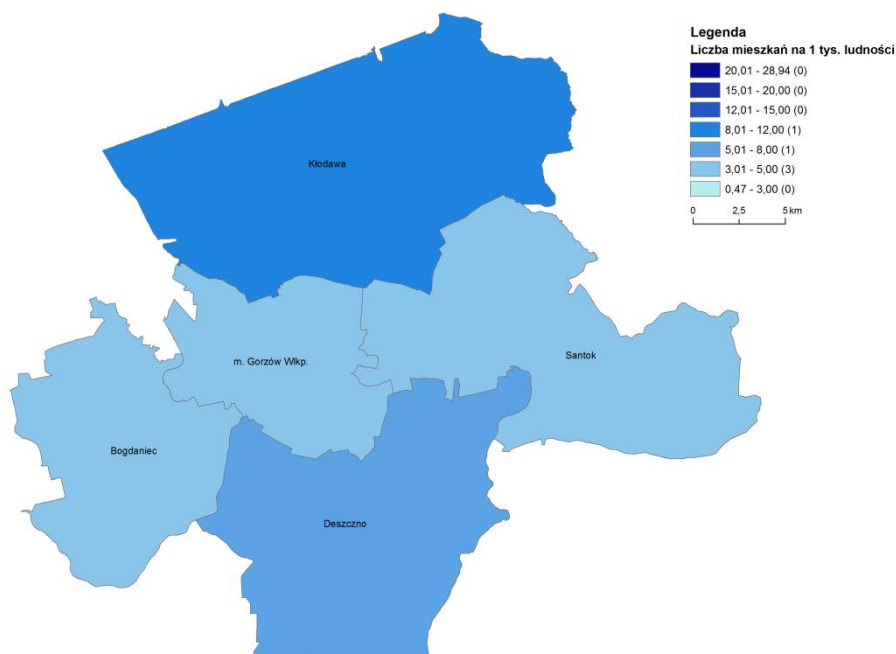 Legenda
Liczba mieszkań na 1 tys. ludności
20,01 - 28,94 (0)
15,01 - 20,00 (0)
12,01 - 15,00 (0)
8,01 - 12,00 (1)
5,01 - 8,00 (1)
3,01 - 5,00 (3)
0,47 - 3,00 (0)
0 2,5 5 km
Kłodawa
m. Gorzów Wlkp.
Santok
Bogdaniec
Deszczno